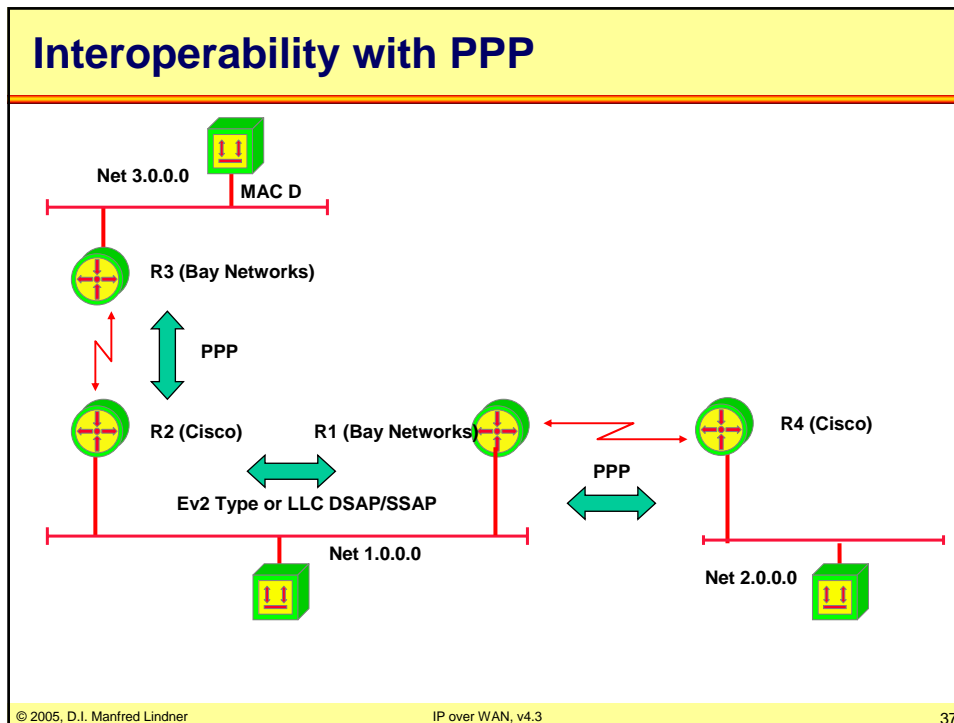 Interoperability with PPP
Net 3.0.0.0
MAC D
R3 (Bay Networks)
PPP
R2 (Cisco)
R1 (Bay Networks)
R4 (Cisco)
PPP
Ev2 Type or LLC DSAP/SSAP
Net 1.0.0.0
Net 2.0.0.0
© 2005, D.I. Manfred Lindner
IP over WAN, v4.3
37